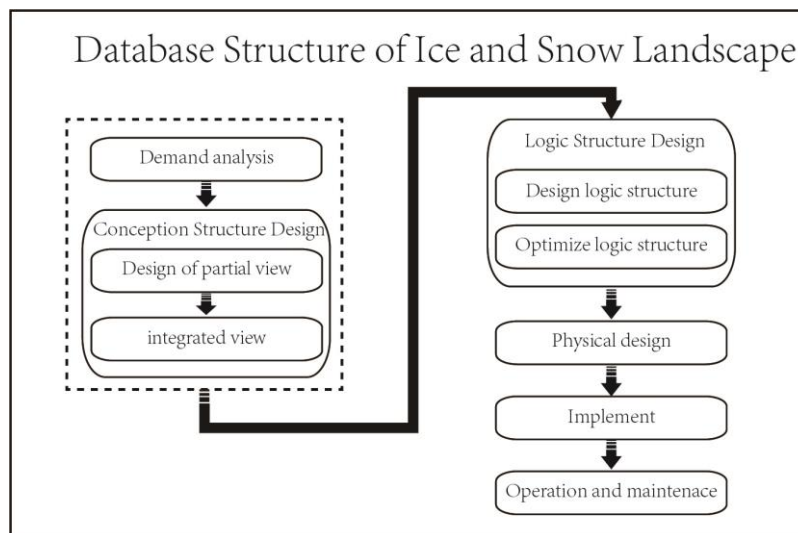 Database Structure of Ice and Snow Landscape
Demand analysis
Conception Structure Design
Design of partial view
integrated view
Logic Structure Design
Design logic structure
Optimize logic structure
Physical design
Implement
Operation and maintenace